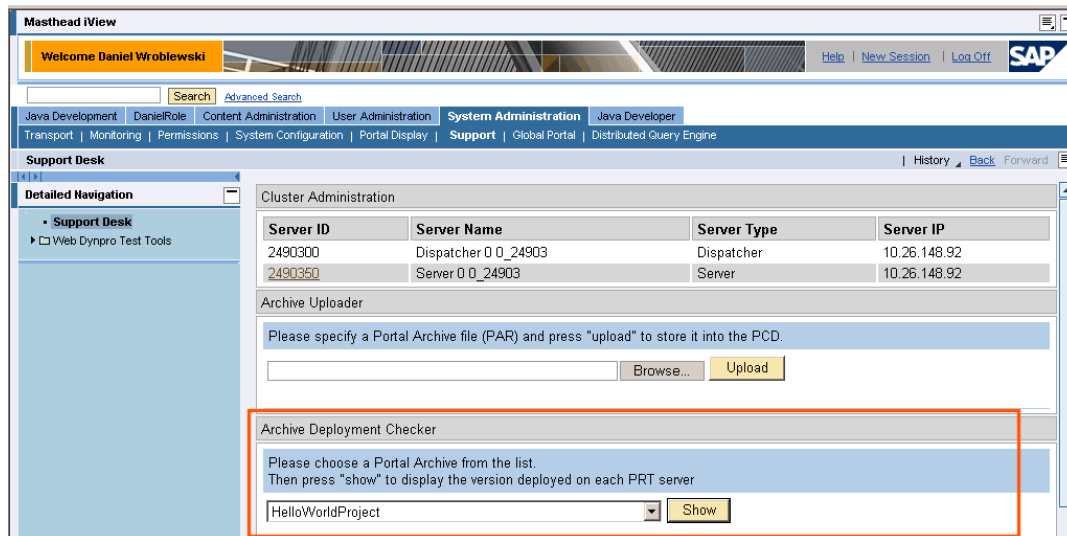 Masthead iView
Welcome Daniel Wroblewski
Help | New Session | Log Off
SAP
Search Advanced Search
Java Development DanielRole Content Administration User Administration System Administration Java Developer
Transport | Monitoring | Permissions | System Configuration | Portal Display | Support | Global Portal | Distributed Query Engine
Support Desk | History Back Forward
Detailed Navigation
Support Desk
Web Dynpro Test Tools
Cluster Administration
Server ID Server Name Server Type Server IP
2490300 Dispatcher 0 0_24903 Dispatcher 10.26.148.92
2490350 Server 0 0_24903 Server 10.26.148.92
Archive Uploader
Please specify a Portal Archive file (PAR) and press "upload" to store it into the PCD.
Browse... Upload
Archive Deployment Checker
Please choose a Portal Archive from the list.
Then press "show" to display the version deployed on each PRT server
HelloWorldProject Show